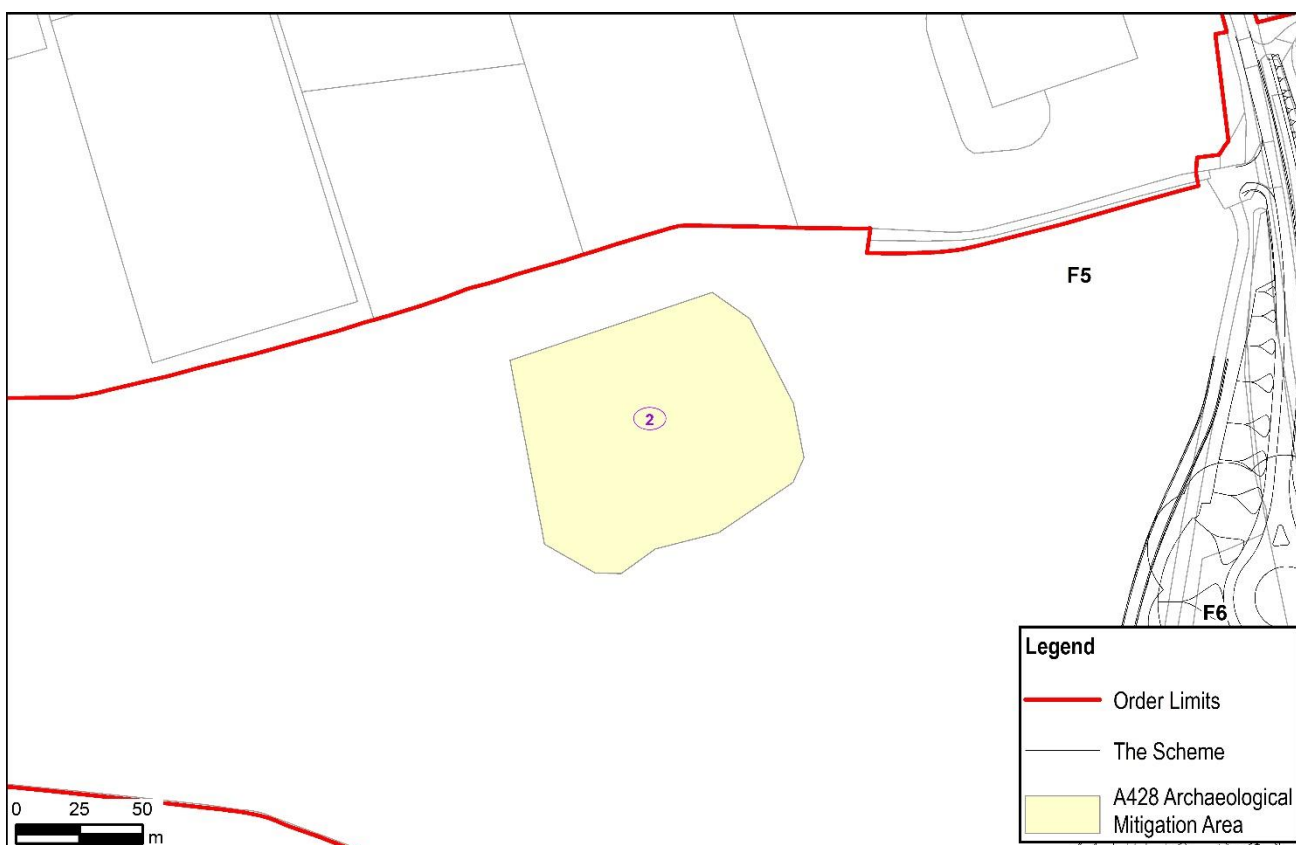 F5
2
F6
Legend
Order Limits
The Scheme
A428 Archaeological
Mitigation Area
0 25 50
m